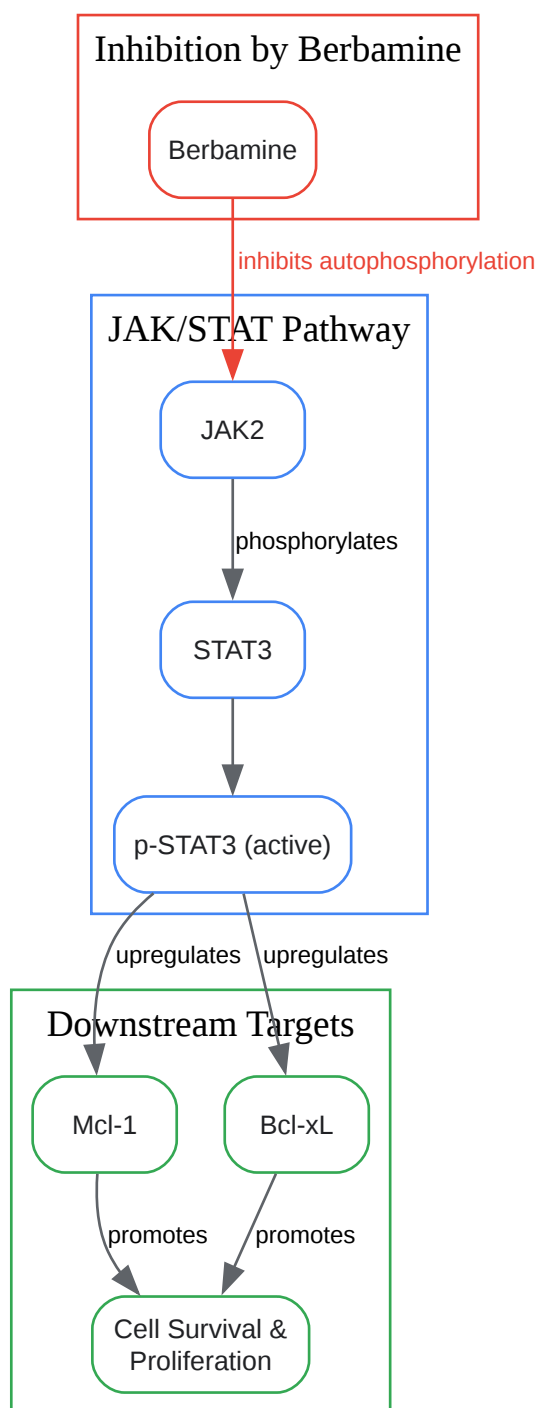 Inhibition by Berbamine
Berbamine
inhibits autophosphorylation
JAK/STAT Pathway
JAK2
phosphorylates
STAT3
p-STAT3 (active)
upregulates
upregulates
Downstream Targets
Mcl-1
Bcl-xL
promotes
promotes
Cell Survival &
Proliferation